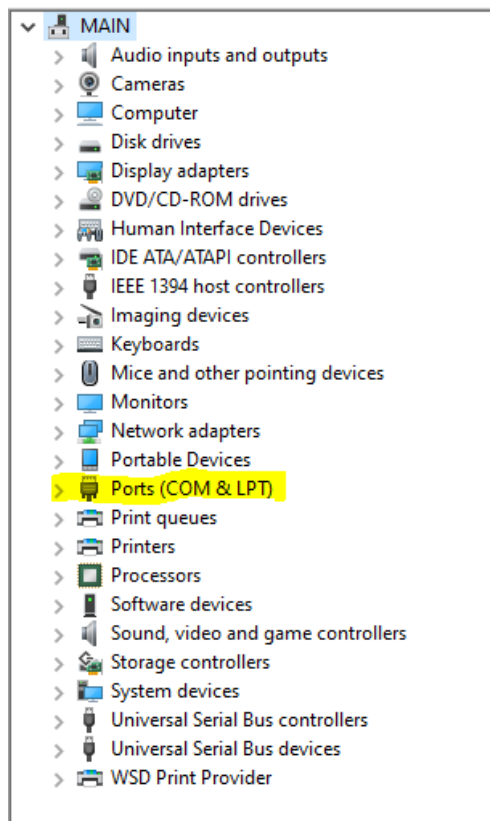 MAIN
Audio inputs and outputs
Cameras
Computer
Disk drives
Display adapters
DVD/CD-ROM drives
Human Interface Devices
IDE ATA/ATAPI controllers
IEEE 1394 host controllers
Imaging devices
Keyboards
Mice and other pointing devices
Monitors
Network adapters
Portable Devices
Ports (COM & LPT)
Print queues
Printers
Processors
Software devices
Sound, video and game controllers
Storage controllers
System devices
Universal Serial Bus controllers
Universal Serial Bus devices
WSD Print Provider